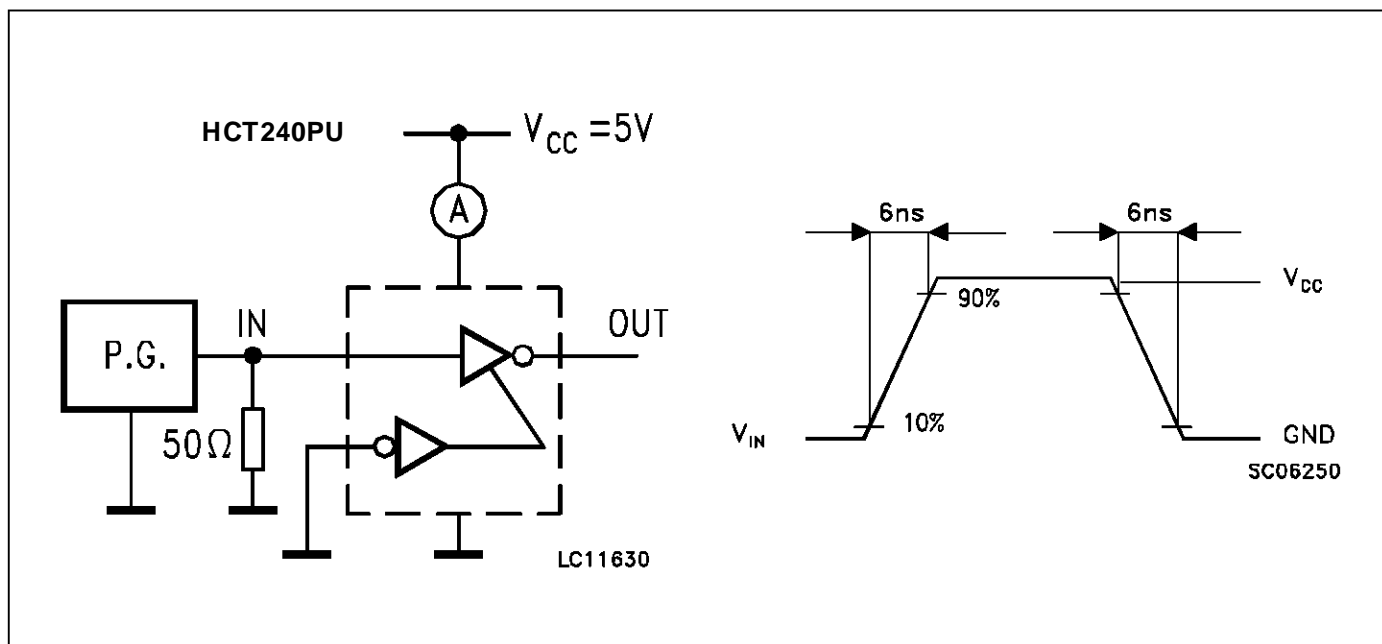 HCT240PU
V_CC =5V
A
P.G.
IN
OUT
50Ω
LC11630
6ns
6ns
90%
V_CC
10%
V_IN
GND
SC06250